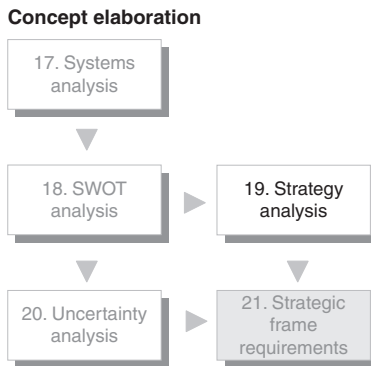 Concept elaboration
17. Systems
analysis
18. SWOT
analysis
19. Strategy
analysis
20. Uncertainty
analysis
21. Strategic
frame
requirements